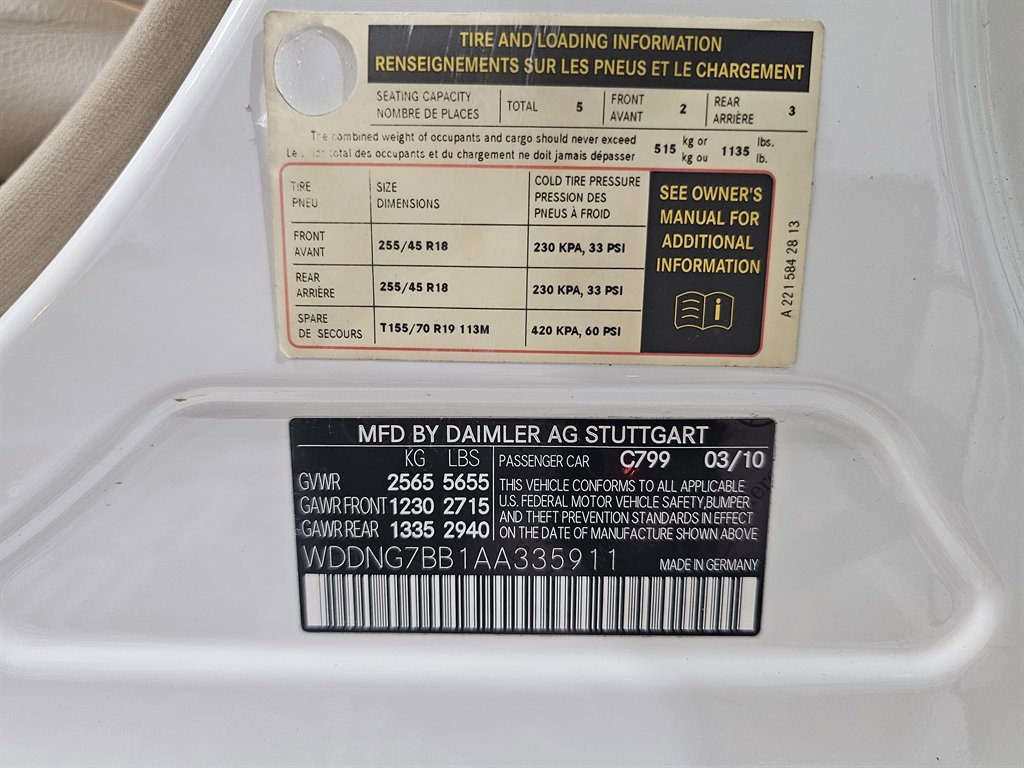 TIRE AND LOADING INFORMATION
RENSEIGNEMENTS SUR LES PNEUS ET LE CHARGEMENT
SEATING CAPACITY
NOMBRE DE PLACES
TOTAL 5
FRONT
AVANT
2
REAR
ARRIÈRE
3
The combined weight of occupants and cargo should never exceed
Le total des occupants et du chargement ne doit jamais dépasser
515 kg or
kg ou
1135 lbs.
lb.
TIRE
PNEU
SIZE
DIMENSIONS
COLD TIRE PRESSURE
PRESSION DES
PNEUS À FROID
FRONT
AVANT
255/45 R18
230 KPA, 33 PSI
REAR
ARRIÈRE
255/45 R18
230 KPA, 33 PSI
SPARE
DE SECOURS
T155/70 R19 113M
420 KPA, 60 PSI
SEE OWNER'S
MANUAL FOR
ADDITIONAL
INFORMATION
i
A 221 584 28 13
MFD BY DAIMLER AG STUTTGART
KG LBS
GVWR 2565 5655
GAWR FRONT 1230 2715
GAWR REAR 1335 2940
PASSENGER CAR C799 03/10
THIS VEHICLE CONFORMS TO ALL APPLICABLE
U.S. FEDERAL MOTOR VEHICLE SAFETY, BUMPER
AND THEFT PREVENTION STANDARDS IN EFFECT
ON THE DATE OF MANUFACTURE SHOWN ABOVE
WDDNG7BB1AA335911
MADE IN GERMANY